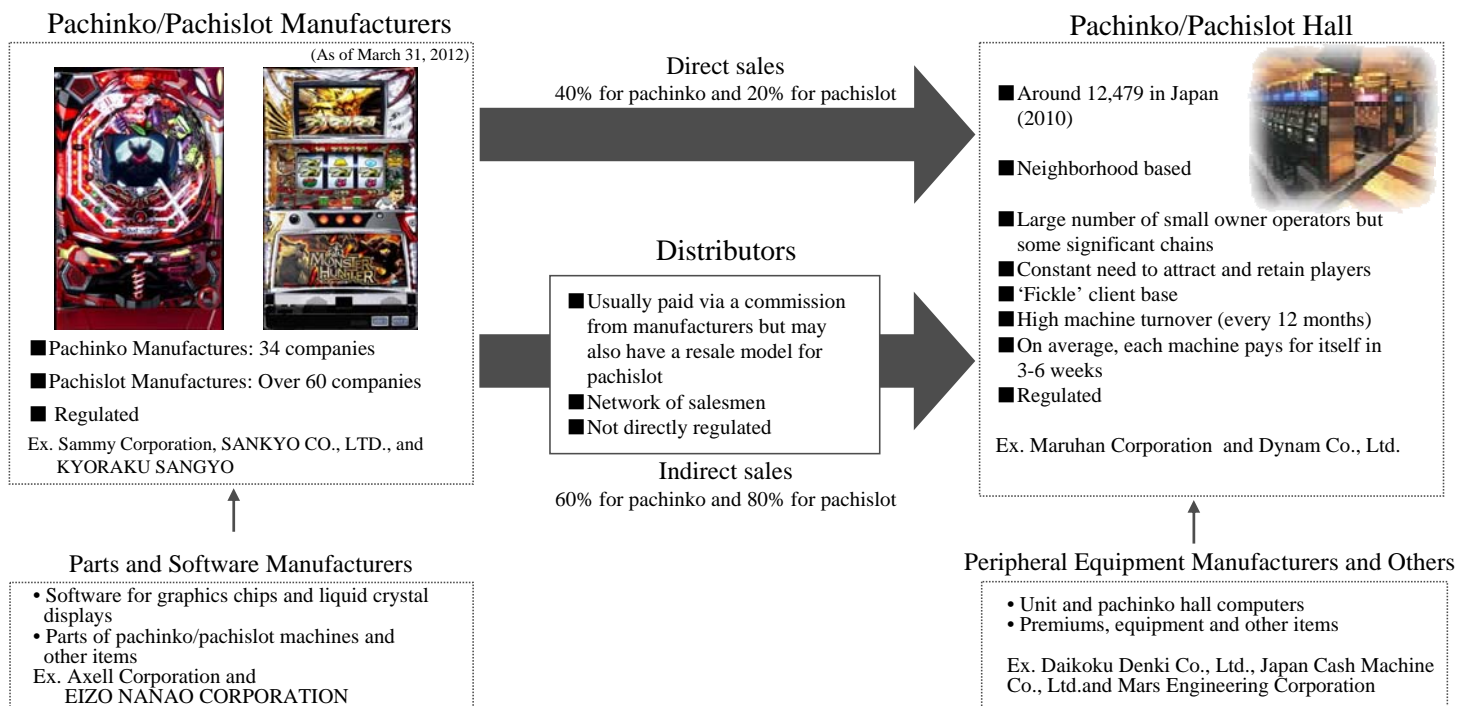 Pachinko/Pachislot Manufacturers
(As of March 31, 2012)
MONSTER
HUNTER
■Pachinko Manufactures: 34 companies
■Pachislot Manufactures: Over 60 companies
■ Regulated
Ex. Sammy Corporation, SANKYO CO., LTD., and
KYORAKU SANGYO
Direct sales
40% for pachinko and 20% for pachislot
Distributors
■Usually paid via a commission
from manufacturers but may
also have a resale model for
pachislot
■Network of salesmen
■Not directly regulated
Indirect sales
60% for pachinko and 80% for pachislot
Pachinko/Pachislot Hall
■Around 12,479 in Japan
(2010)
■Neighborhood based
■Large number of small owner operators but
some significant chains
■Constant need to attract and retain players
■‘Fickle’ client base
■High machine turnover (every 12 months)
■On average, each machine pays for itself in
3-6 weeks
■Regulated
Ex. Maruhan Corporation and Dynam Co., Ltd.
Parts and Software Manufacturers
• Software for graphics chips and liquid crystal
displays
• Parts of pachinko/pachislot machines and
other items
Ex. Axell Corporation and
EIZO NANAO CORPORATION
Peripheral Equipment Manufacturers and Others
• Unit and pachinko hall computers
• Premiums, equipment and other items
Ex. Daikoku Denki Co., Ltd., Japan Cash Machine
Co., Ltd.and Mars Engineering Corporation